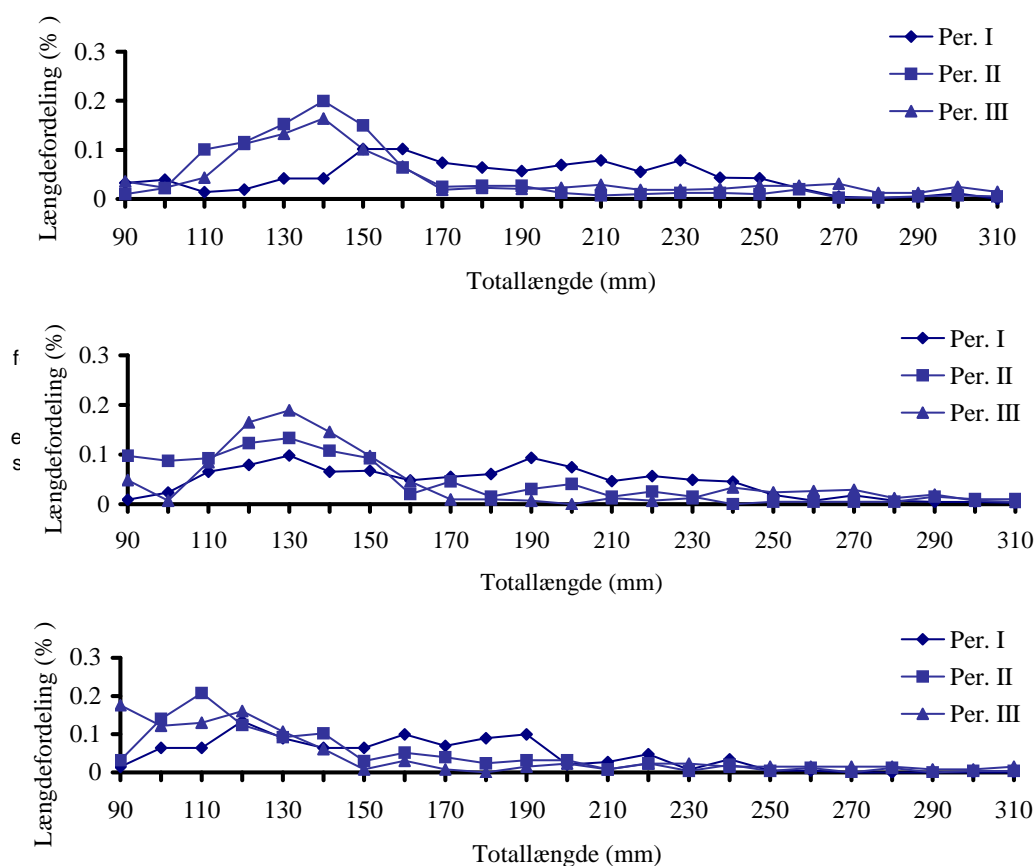 Længdefordeling (% )
0.3
0.2
0.1
0
Per. I
Per. II
Per. III
90 110 130 150 170 190 210 230 250 270 290 310
Totallængde (mm)
f
e
s
Længdefordeling (%)
0.3
0.2
0.1
0
Per. I
Per. II
Per. III
90 110 130 150 170 190 210 230 250 270 290 310
Totallængde (mm)
Længdefordeling (% )
0.3
0.2
0.1
0
Per. I
Per. II
Per. III
90 110 130 150 170 190 210 230 250 270 290 310
Totallængde (mm)